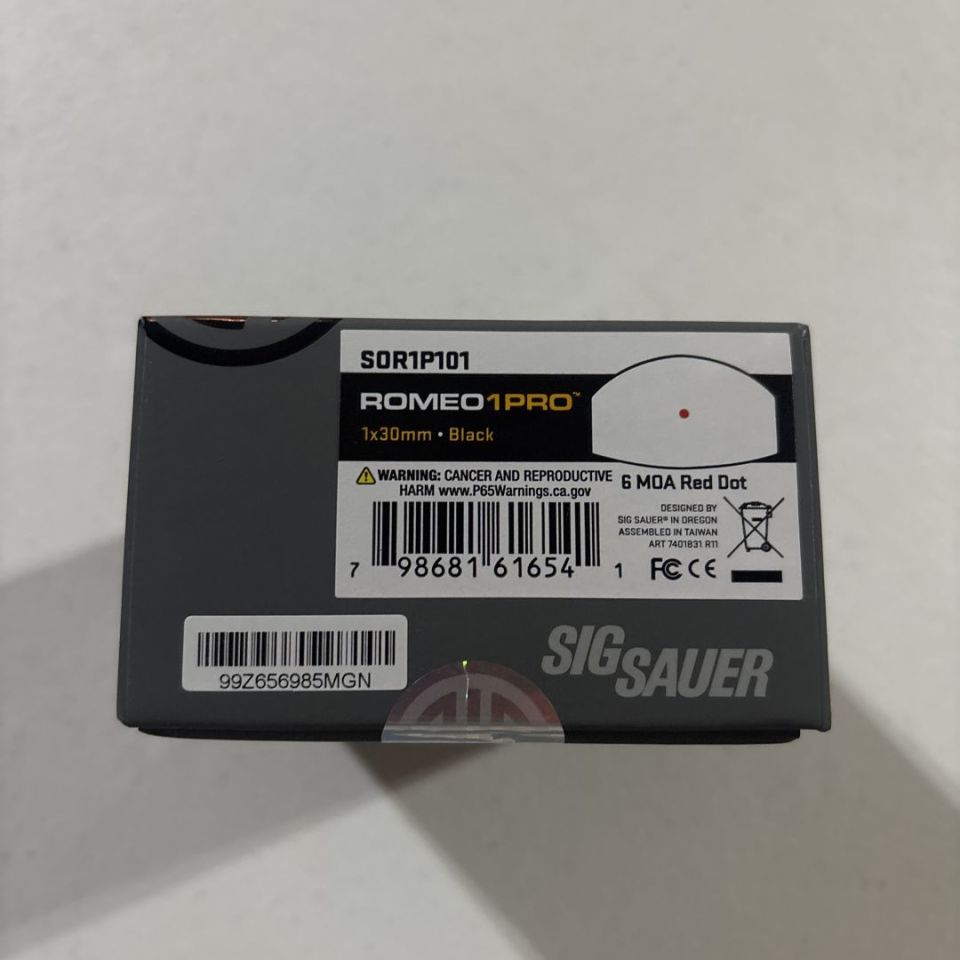 SOR1P101
ROMEO1PRO™
1x30mm • Black
WARNING: CANCER AND REPRODUCTIVE
HARM www.P65Warnings.ca.gov
6 MOA Red Dot
DESIGNED BY
SIG SAUER® IN OREGON
ASSEMBLED IN TAIWAN
ART 7401831 R11
7 98681 61654 1
FC CE
99Z656985MGN
SIG SAUER